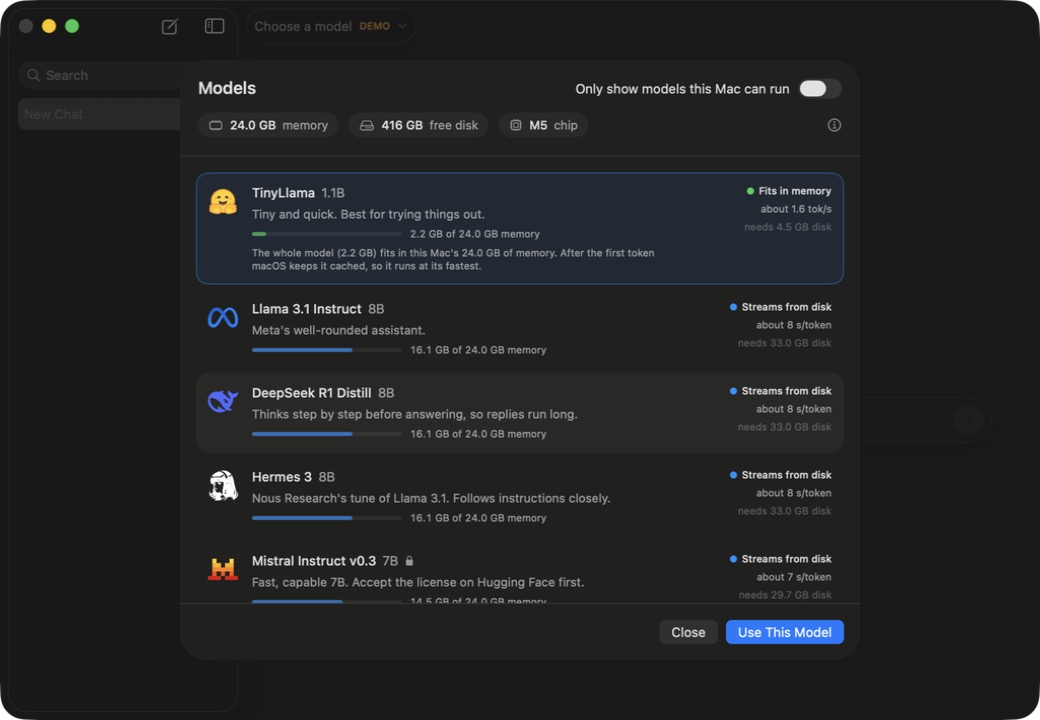 Choose a model DEMO
Search
New Chat
Models
Only show models this Mac can run
24.0 GB memory
416 GB free disk
M5 chip
TinyLlama 1.1B
Fits in memory
Tiny and quick. Best for trying things out.
about 1.6 tok/s
2.2 GB of 24.0 GB memory
needs 4.5 GB disk
The whole model (2.2 GB) fits in this Mac's 24.0 GB of memory. After the first token
macOS keeps it cached, so it runs at its fastest.
Llama 3.1 Instruct 8B
Streams from disk
Meta's well-rounded assistant.
about 8 s/token
16.1 GB of 24.0 GB memory
needs 33.0 GB disk
DeepSeek R1 Distill 8B
Streams from disk
Thinks step by step before answering, so replies run long.
about 8 s/token
16.1 GB of 24.0 GB memory
needs 33.0 GB disk
Hermes 3 8B
Streams from disk
Nous Research's tune of Llama 3.1. Follows instructions closely.
about 8 s/token
16.1 GB of 24.0 GB memory
needs 33.0 GB disk
Mistral Instruct v0.3 7B
Streams from disk
Fast, capable 7B. Accept the license on Hugging Face first.
about 7 s/token
14.5 GB of 24.0 GB memory
needs 29.7 GB disk
Close
Use This Model